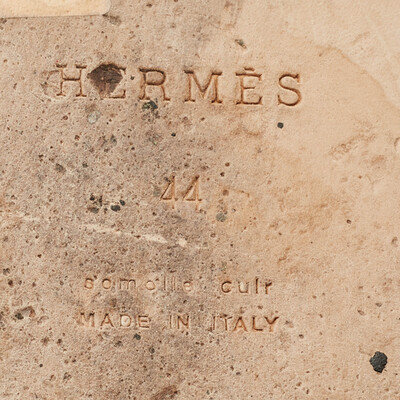 HERMÈS
44
semelle cuir
MADE IN ITALY